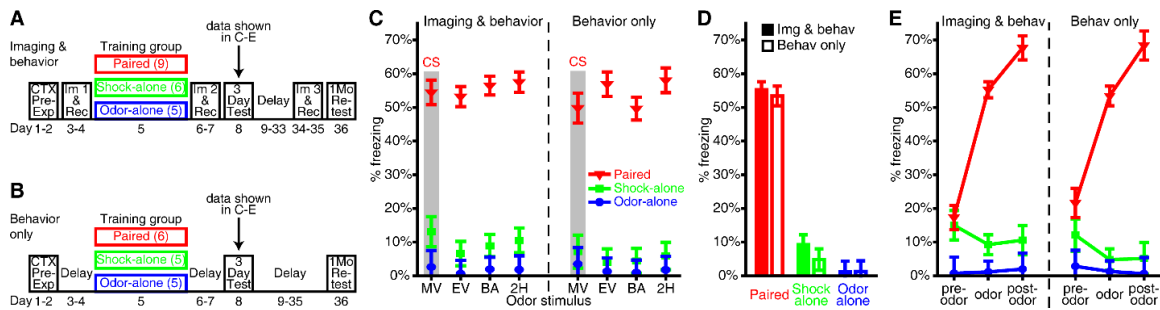 A
data shown
in C-E
Imaging &
behavior
Training group
Paired (9)
Shock-alone (6)
Odor-alone (5)
CTX
Pre-
Exp
Im 1
&
Rec
Im 2
&
Rec
3
Day
Test
Delay
Im 3
&
Rec
1Mo
Re-
test
Day 1-2 3-4 5 6-7 8 9-33 34-35 36
B
data shown
in C-E
Behavior
only
Training group
Paired (6)
Shock-alone (5)
Odor-alone (5)
CTX
Pre-
Exp
Delay
Delay
3
Day
Test
Delay
1Mo
Re-
test
Day 1-2 3-4 5 6-7 8 9-35 36
C
Imaging & behavior
Behavior only
% freezing
70%
60%
50%
40%
30%
20%
10%
0%
CS
CS
Paired
Shock-alone
Odor-alone
MV EV BA 2H MV EV BA 2H
Odor stimulus
D
Img & behav
Behav only
% freezing
70%
60%
50%
40%
30%
20%
10%
0%
Paired
Shock
alone
Odor
alone
E
Imaging & behav
Behav only
% freezing
70%
60%
50%
40%
30%
20%
10%
0%
pre-
odor
odor
post-
odor
pre-
odor
odor
post-
odor